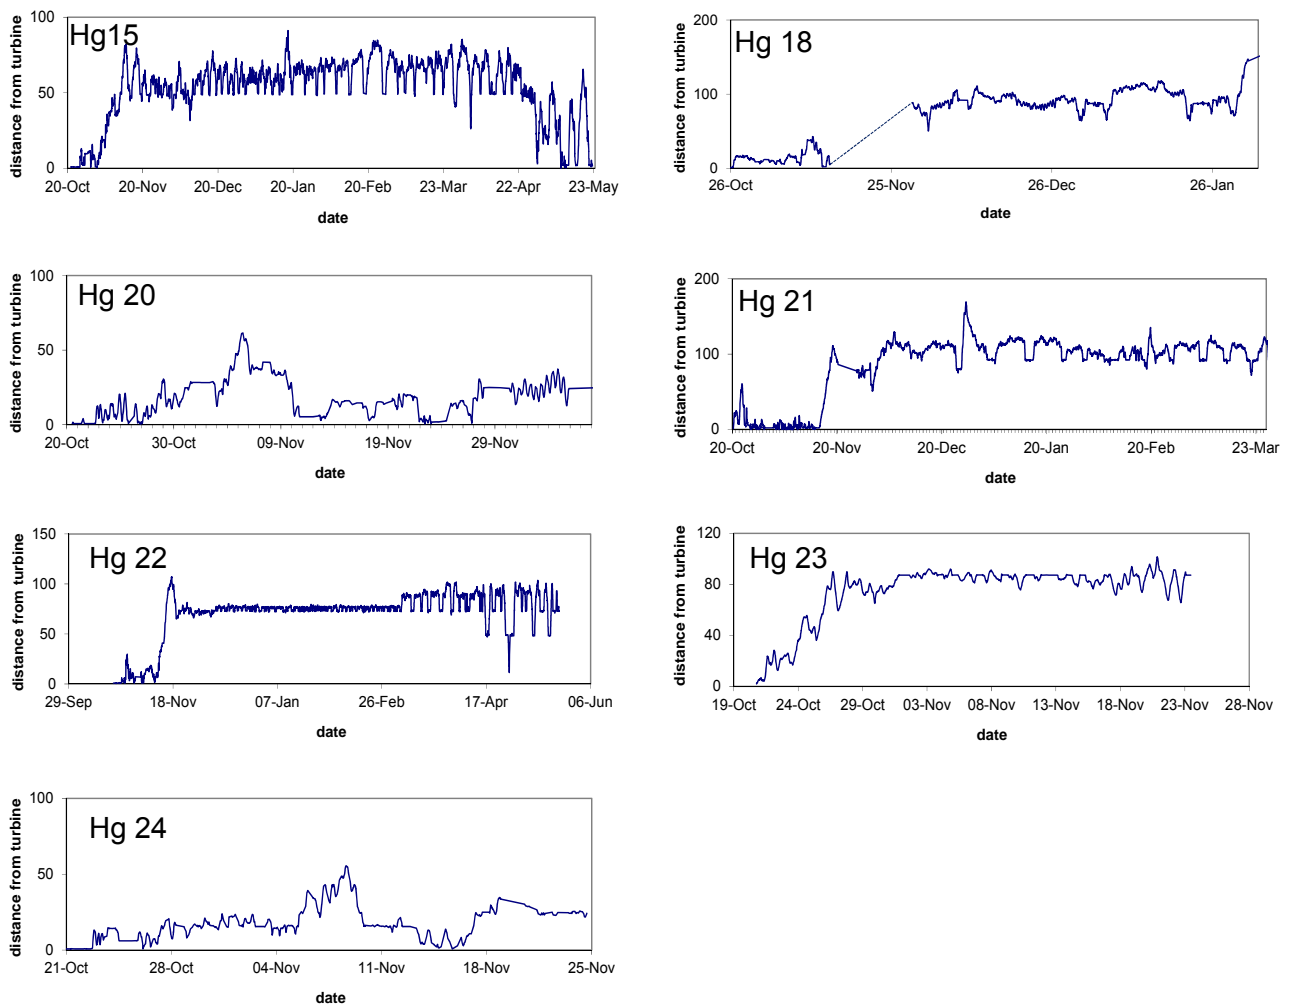 Hg15
distance from turbine
100
50
0
20-Oct 20-Nov 20-Dec 20-Jan 20-Feb 23-Mar 22-Apr 23-May
date
Hg 18
distance from turbine
200
150
100
50
0
26-Oct 25-Nov 26-Dec 26-Jan
date
Hg 20
distance from turbine
100
50
0
20-Oct 30-Oct 09-Nov 19-Nov 29-Nov
date
Hg 21
distance from turbine
200
150
100
50
0
20-Oct 20-Nov 20-Dec 20-Jan 20-Feb 23-Mar
date
Hg 22
distance from turbine
150
100
50
0
29-Sep 18-Nov 07-Jan 26-Feb 17-Apr 06-Jun
date
Hg 23
distance from turbine
120
80
40
0
19-Oct 24-Oct 29-Oct 03-Nov 08-Nov 13-Nov 18-Nov 23-Nov 28-Nov
date
Hg 24
distance from turbine
100
50
0
21-Oct 28-Oct 04-Nov 11-Nov 18-Nov 25-Nov
date